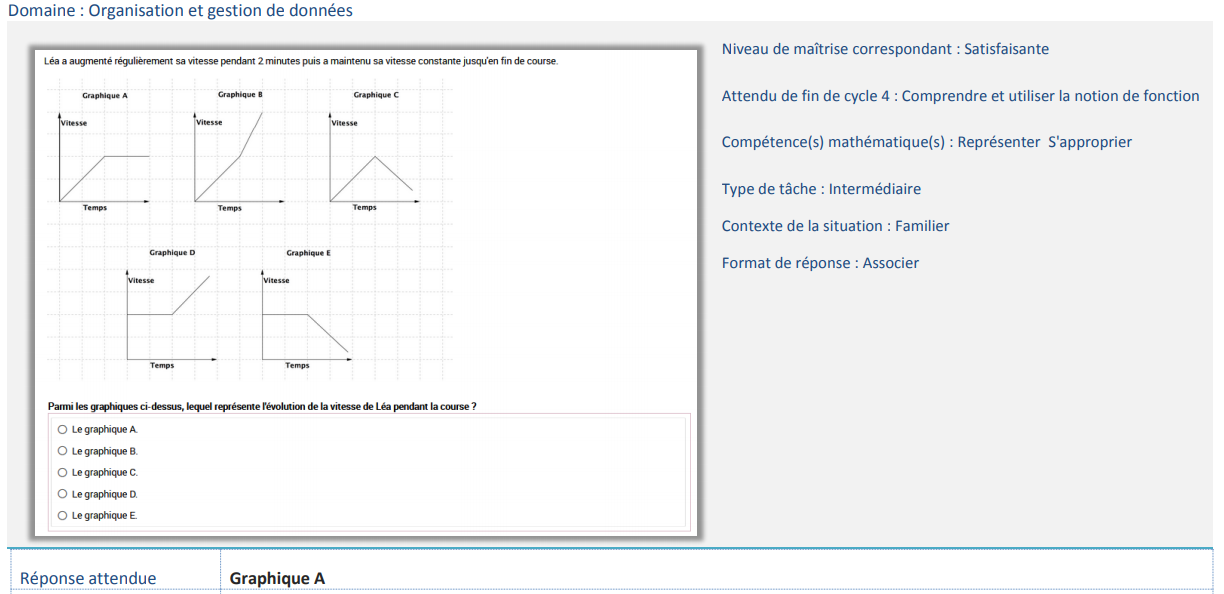 Domaine : Organisation et gestion de données
Léa a augmenté régulièrement sa vitesse pendant 2 minutes puis a maintenu sa vitesse constante jusqu'en fin de course.
Graphique A
Graphique B
Graphique C
Vitesse
Vitesse
Vitesse
Temps
Temps
Temps
Graphique D
Graphique E
Vitesse
Vitesse
Temps
Temps
Parmi les graphiques ci-dessus, lequel représente l'évolution de la vitesse de Léa pendant la course ?
Le graphique A.
Le graphique B.
Le graphique C.
Le graphique D.
Le graphique E.
Niveau de maîtrise correspondant : Satisfaisante
Attendu de fin de cycle 4 : Comprendre et utiliser la notion de fonction
Compétence(s) mathématique(s) : Représenter S'approprier
Type de tâche : Intermédiaire
Contexte de la situation : Familier
Format de réponse : Associer
Réponse attendue
Graphique A